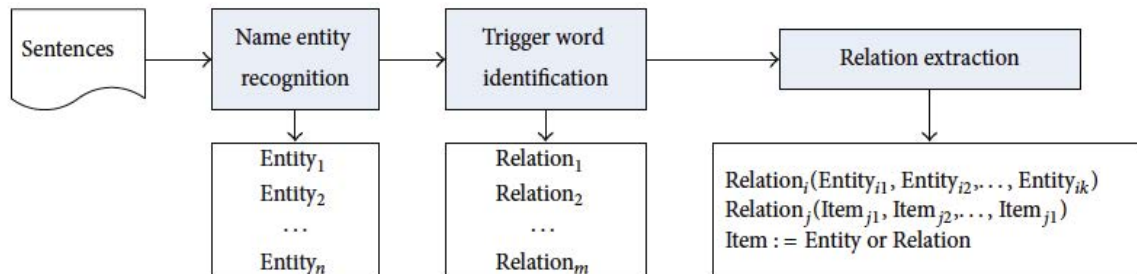 Sentences
Name entity
recognition
Trigger word
identification
Relation extraction
Entity₁
Entity₂
...
Entityₙ
Relation₁
Relation₂
...
Relationₘ
Relationᵢ(Entityᵢ₁, Entityᵢ₂,..., Entityᵢₖ)
Relationⱼ(Itemⱼ₁, Itemⱼ₂,..., Itemⱼ₁)
Item := Entity or Relation